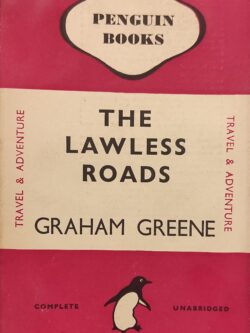 PENGUIN
BOOKS
TRAVEL & ADVENTURE
THE
LAWLESS
ROADS
TRAVEL & ADVENTURE
GRAHAM GREENE
COMPLETE
UNABRIDGED